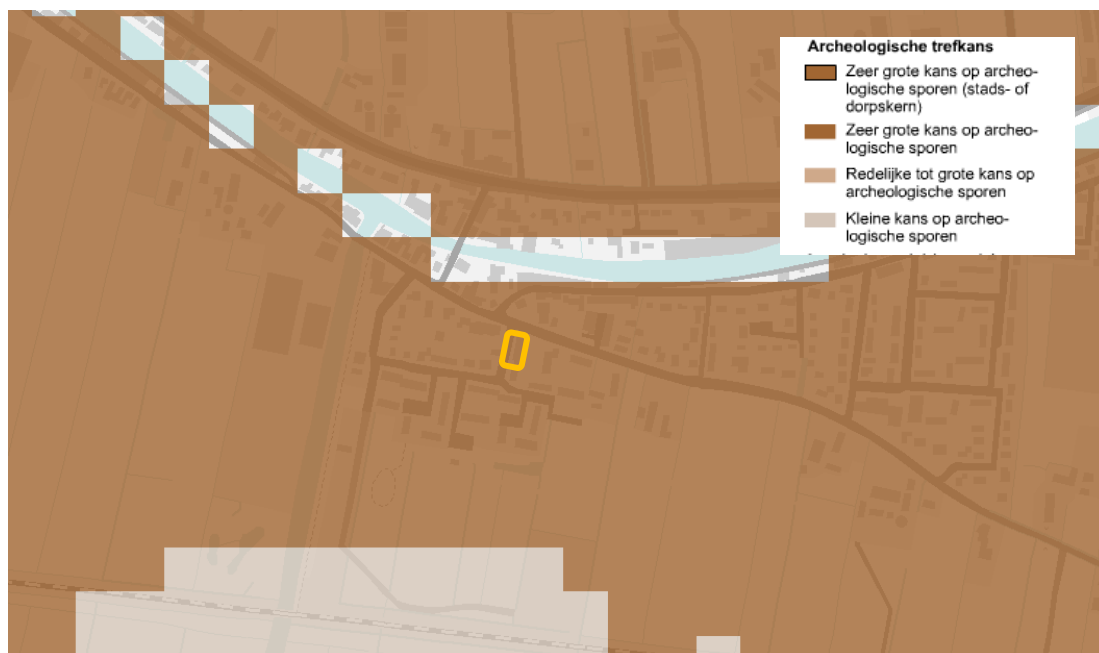 Archeologische trefkans
Zeer grote kans op archeo-
logische sporen (stads- of
dorpskern)
Zeer grote kans op archeo-
logische sporen
Redelijke tot grote kans op
archeologische sporen
Kleine kans op archeo-
logische sporen